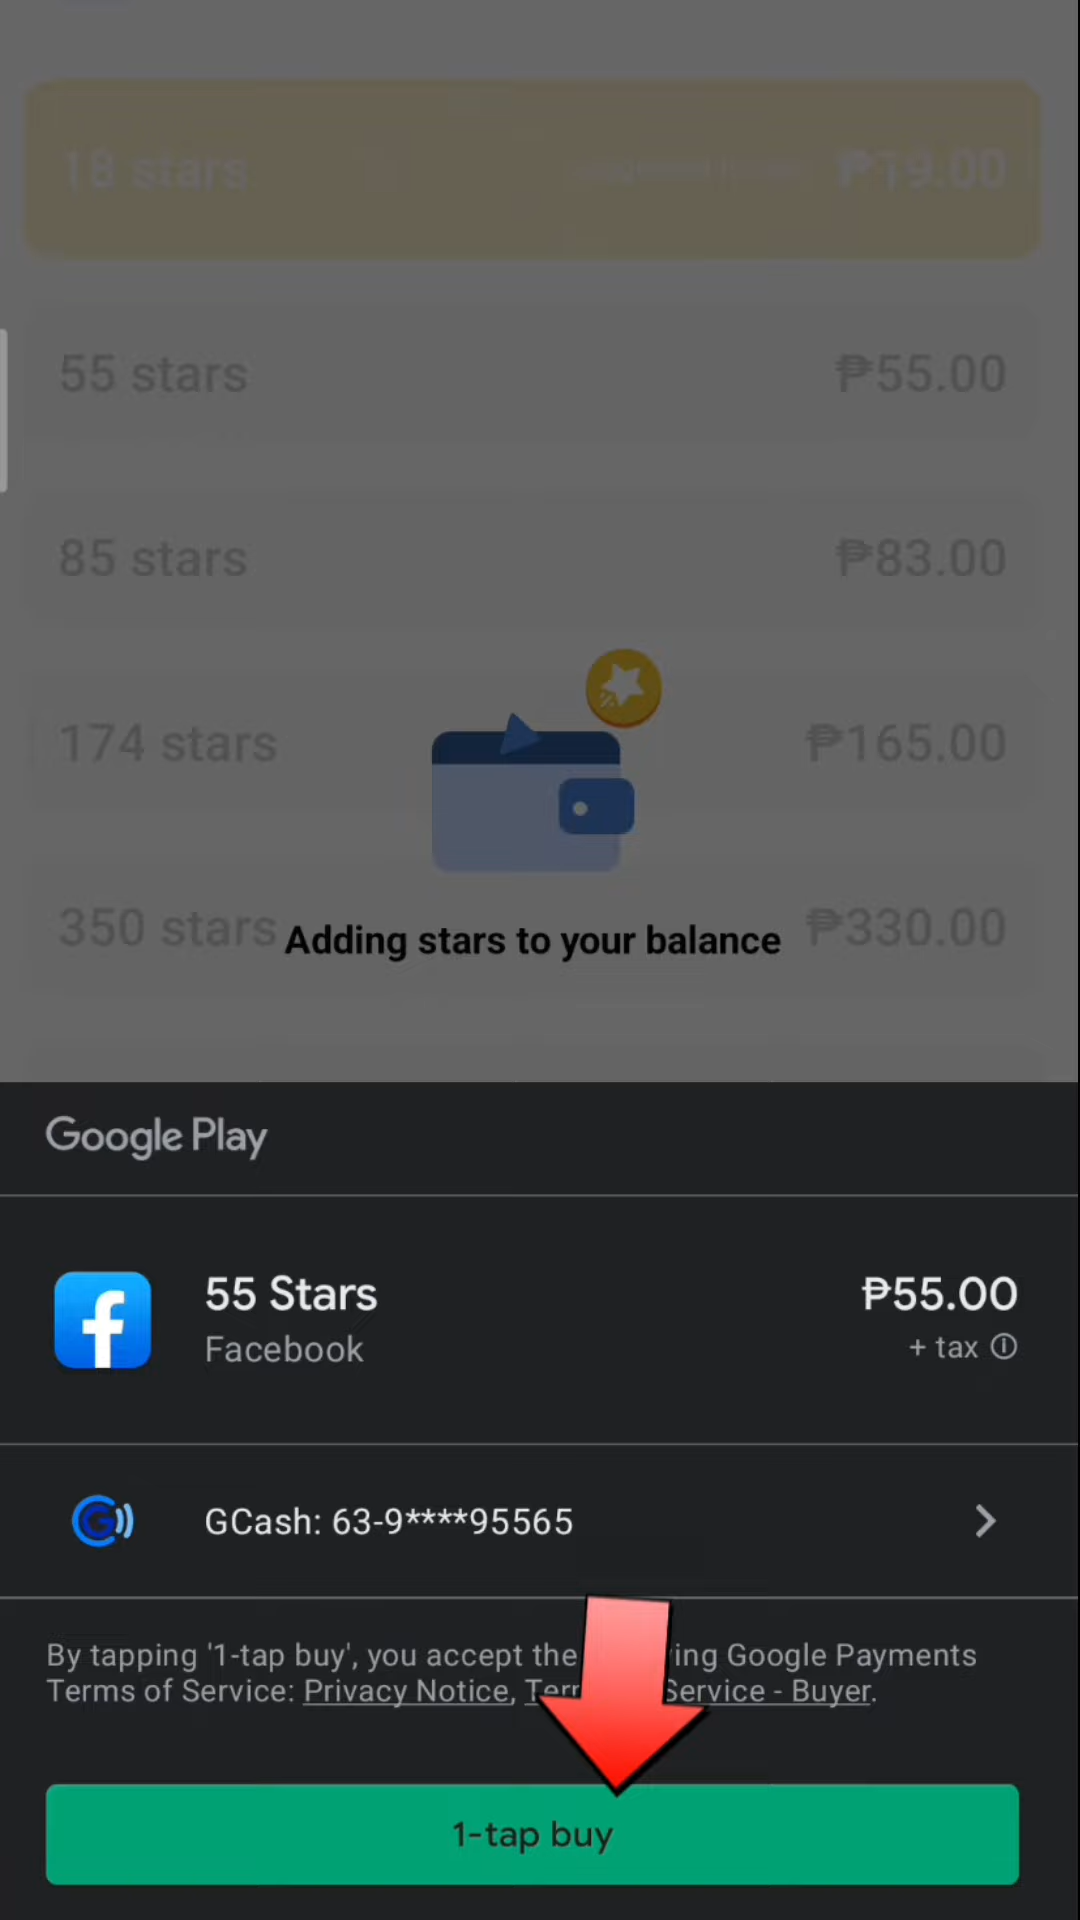 18 stars ₱19.00
55 stars ₱55.00
85 stars ₱83.00
174 stars ₱165.00
350 stars ₱330.00
Adding stars to your balance
Google Play
55 Stars ₱55.00
Facebook + tax
GCash: 63-9****95565
By tapping '1-tap buy', you accept the ing Google Payments
Terms of Service: Privacy Notice, Service - Buyer.
1-tap buy